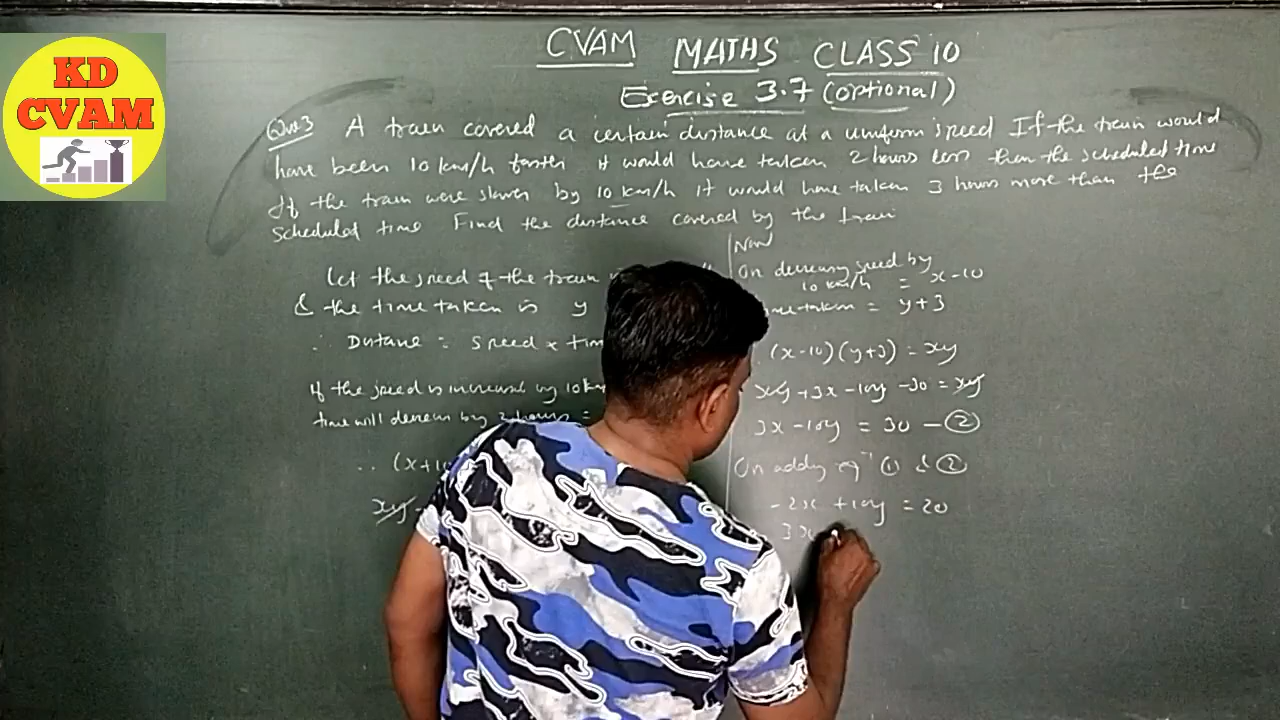 KD
CVAM
CVAM MATHS CLASS 10
Exercise 3.7 (optional)
Que3 A train covered a certain distance at a uniform speed If the train would
have been 10 km/h faster it would have taken 2 hours less than the scheduled time
If the train were slower by 10 km/h it would have taken 3 hours more than the
scheduled time Find the distance covered by the train
Let the speed of the train
& the time taken is y
∴ Distance = Speed × tim
If the speed is increased by 10 km
time will decrease by 2 hours =
∴ (x+10
xy -
Now
On decreasing speed by
10 km/h = x-10
time taken = y+3
(x-10)(y+3) = xy
xy +3x -10y -30 = xy
3x -10y = 30 - ②
On adding eqⁿ ① & ②
-2x +10y = 20
3x